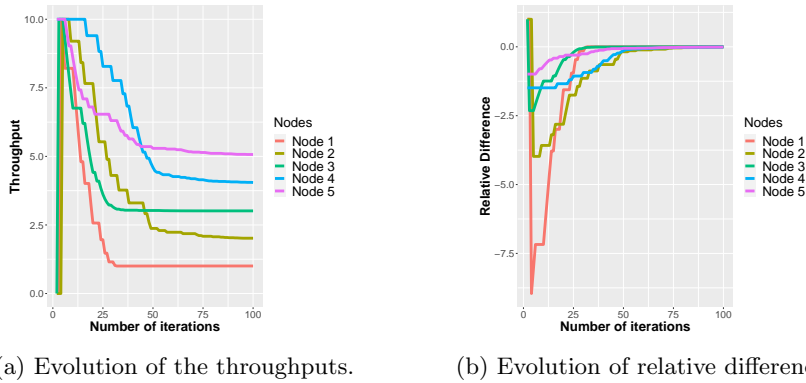 10.0
7.5
5.0
2.5
0.0
Throughput
0 25 50 75 100
Number of iterations
Nodes
Node 1
Node 2
Node 3
Node 4
Node 5
0.0
−2.5
−5.0
−7.5
Relative Difference
0 25 50 75 100
Number of iterations
Nodes
Node 1
Node 2
Node 3
Node 4
Node 5
a) Evolution of the throughputs.
(b) Evolution of relative